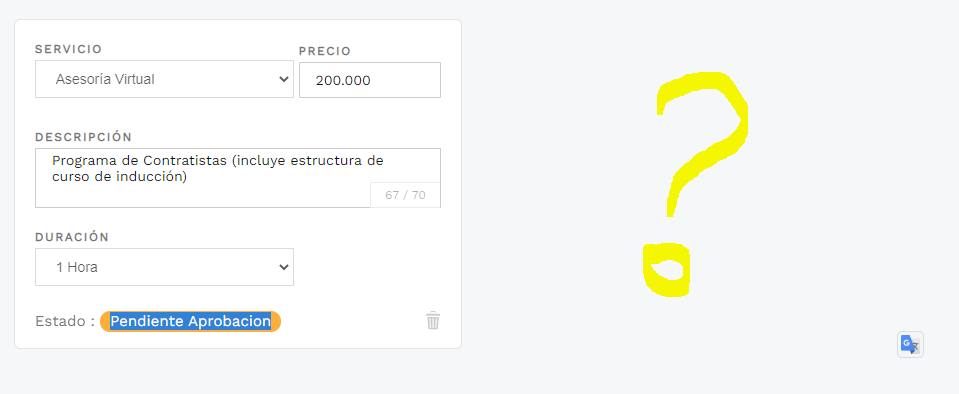 SERVICIO
PRECIO
Asesoría Virtual
200.000
DESCRIPCIÓN
Programa de Contratistas (incluye estructura de
curso de inducción)
67 / 70
DURACIÓN
1 Hora
Estado : Pendiente Aprobacion
?